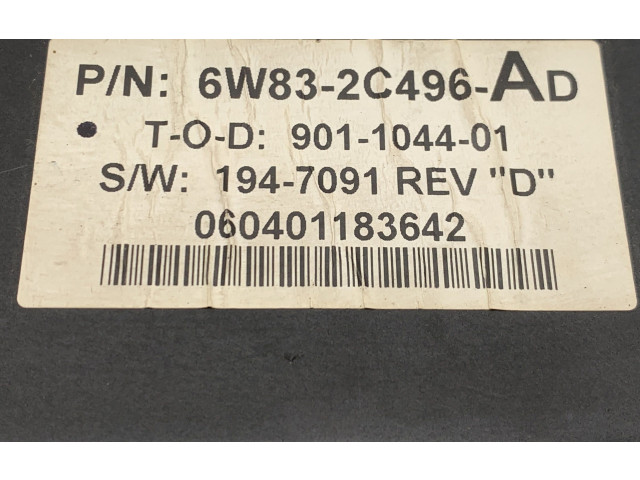 P/N: 6W83-2C496-AD
T-O-D: 901-1044-01
S/W: 194-7091 REV "D"
060401183642